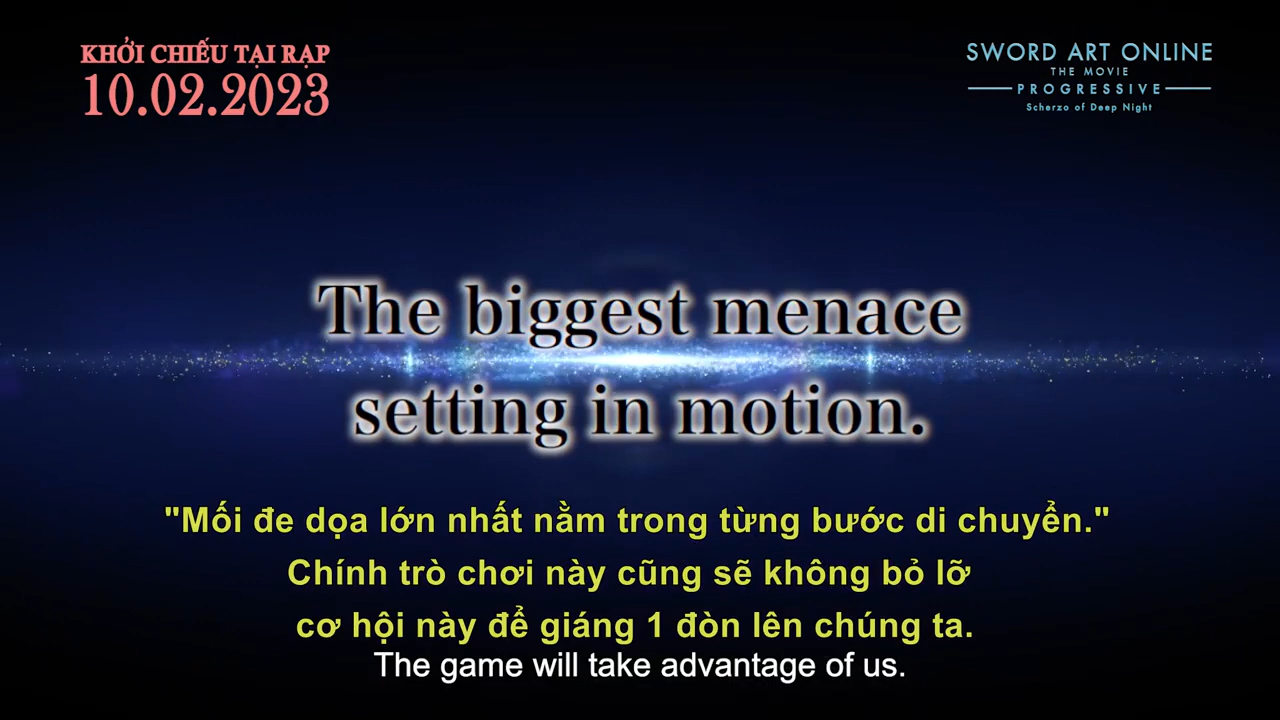 KHỞI CHIẾU TẠI RẠP
10.02.2023
SWORD ART ONLINE
THE MOVIE
PROGRESSIVE
Scherzo of Deep Night
The biggest menace
setting in motion.
"Mối đe dọa lớn nhất nằm trong từng bước di chuyển."
Chính trò chơi này cũng sẽ không bỏ lỡ
cơ hội này để giáng 1 đòn lên chúng ta.
The game will take advantage of us.